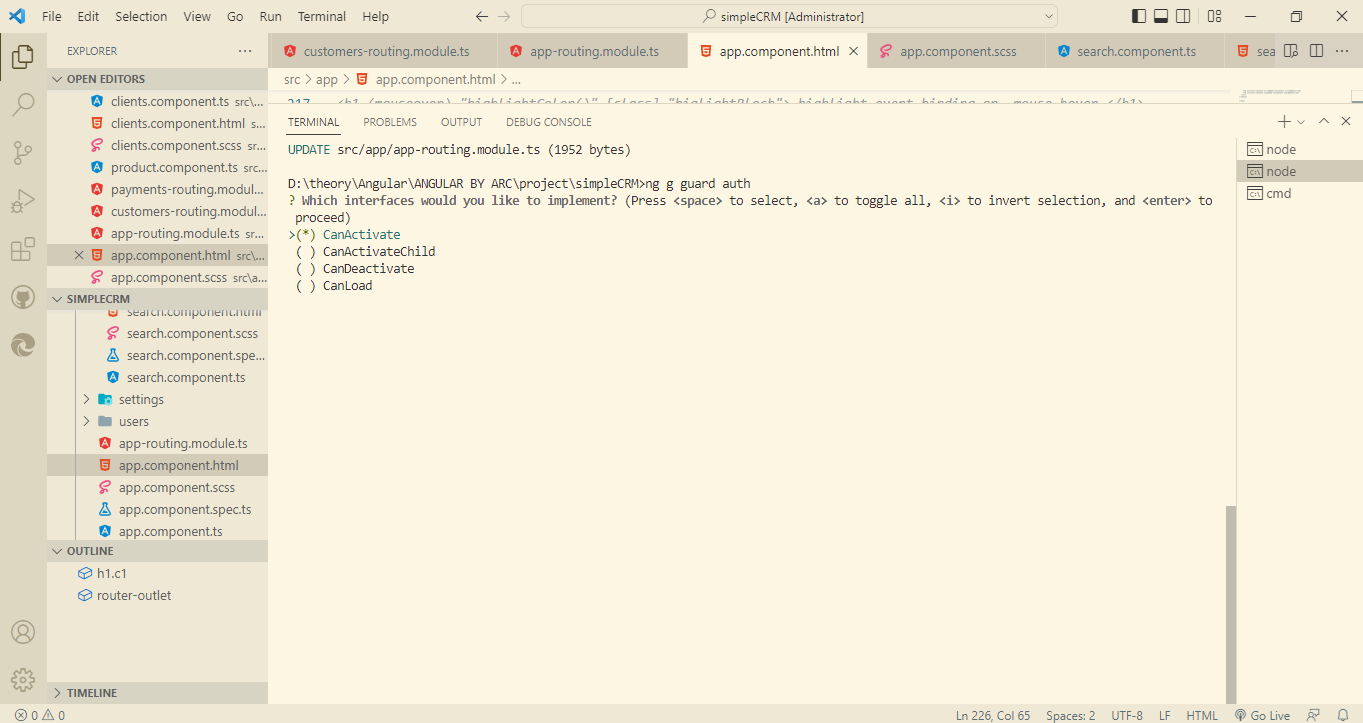 File Edit Selection View Go Run Terminal Help
simpleCRM [Administrator]
EXPLORER
customers-routing.module.ts
app-routing.module.ts
app.component.html
app.component.scss
search.component.ts
sea
OPEN EDITORS
src > app > app.component.html > ...
clients.component.ts src\...
clients.component.html s...
clients.component.scss sr...
product.component.ts src...
payments-routing.modul...
customers-routing.modul...
app-routing.module.ts sr...
app.component.html src\...
app.component.scss src\a...
SIMPLECRM
search.component.html
search.component.scss
search.component.spe...
search.component.ts
settings
users
app-routing.module.ts
app.component.html
app.component.scss
app.component.spec.ts
app.component.ts
OUTLINE
h1.c1
router-outlet
TIMELINE
217
TERMINAL PROBLEMS OUTPUT DEBUG CONSOLE
UPDATE src/app/app-routing.module.ts (1952 bytes)
D:\theory\Angular\ANGULAR BY ARC\project\simpleCRM>ng g guard auth
? Which interfaces would you like to implement? (Press <space> to select, <a> to toggle all, <i> to invert selection, and <enter> to
proceed)
>(*) CanActivate
( ) CanActivateChild
( ) CanDeactivate
( ) CanLoad
node
node
cmd
0 0
Ln 226, Col 65 Spaces: 2 UTF-8 LF HTML Go Live